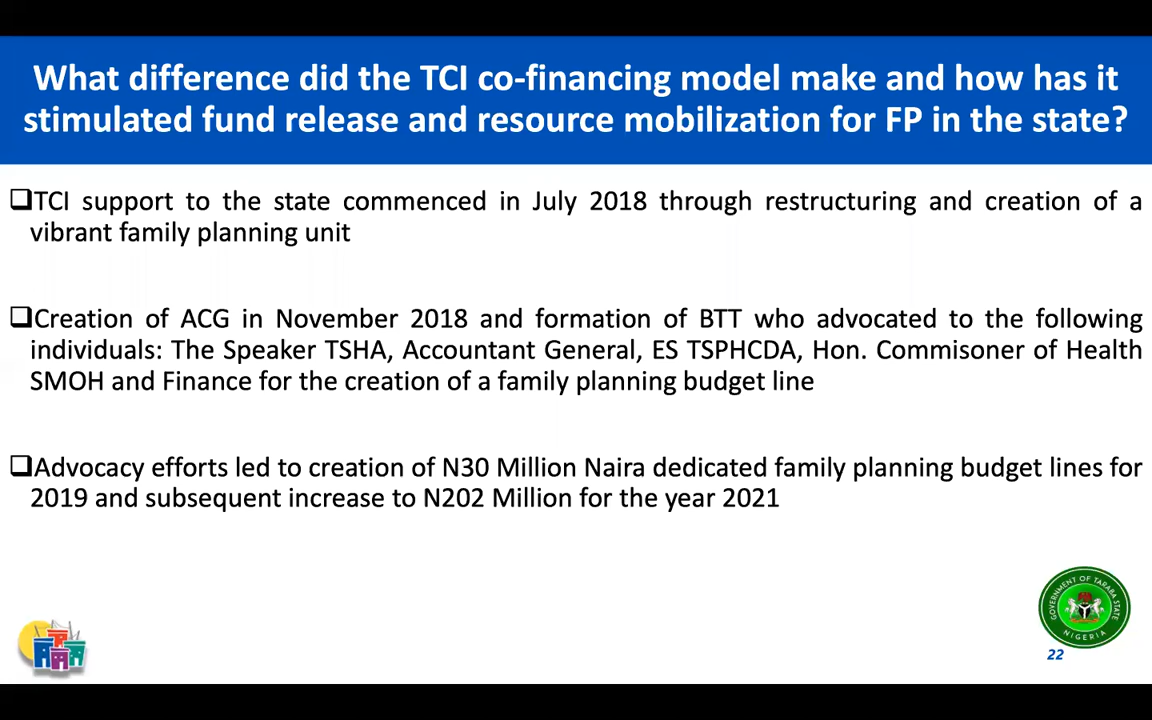 What difference did the TCI co-financing model make and how has it
stimulated fund release and resource mobilization for FP in the state?
❑TCI support to the state commenced in July 2018 through restructuring and creation of a
vibrant family planning unit
❑Creation of ACG in November 2018 and formation of BTT who advocated to the following
individuals: The Speaker TSHA, Accountant General, ES TSPHCDA, Hon. Commisoner of Health
SMOH and Finance for the creation of a family planning budget line
❑Advocacy efforts led to creation of N30 Million Naira dedicated family planning budget lines for
2019 and subsequent increase to N202 Million for the year 2021
GOVERNMENT OF TARABA STATE
NIGERIA
22